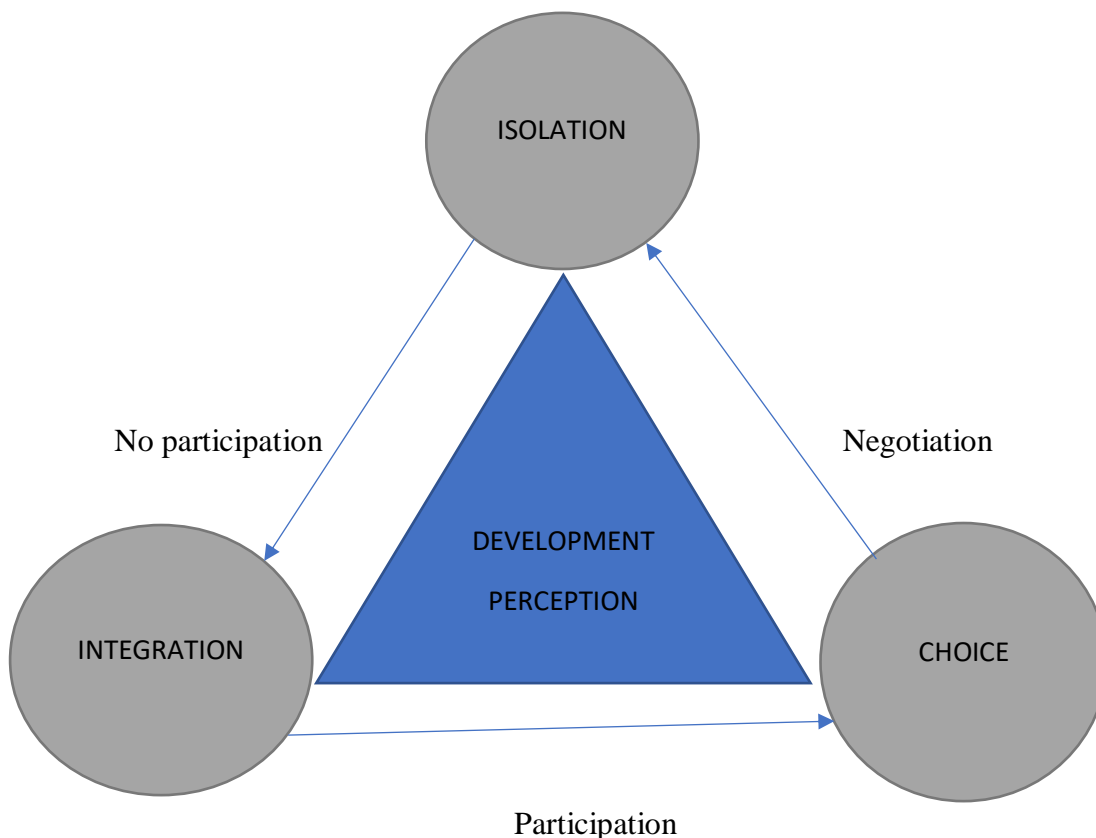 ISOLATION
No participation
Negotiation
DEVELOPMENT
PERCEPTION
INTEGRATION
CHOICE
Participation